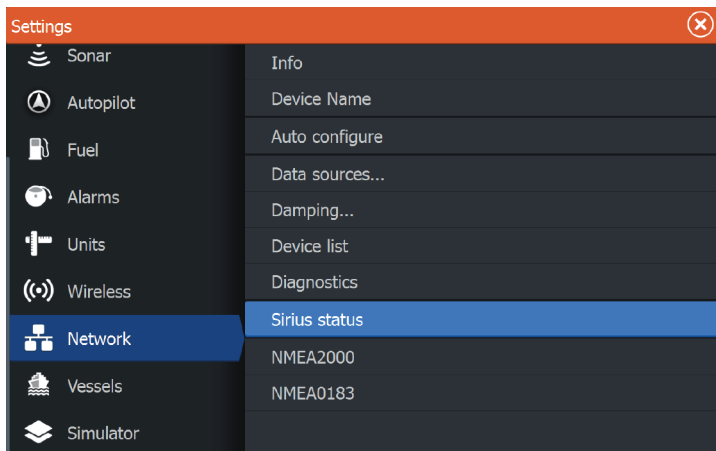 Settings
Sonar
Autopilot
Fuel
Alarms
Units
Wireless
Network
Vessels
Simulator
Info
Device Name
Auto configure
Data sources...
Damping...
Device list
Diagnostics
Sirius status
NMEA2000
NMEA0183